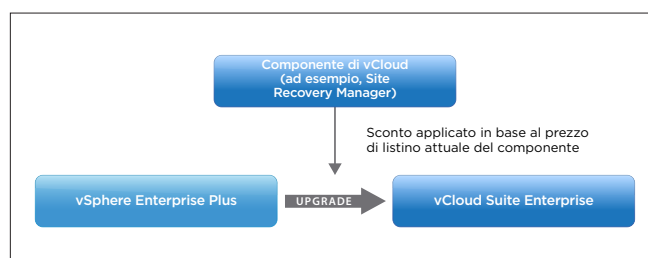 Componente di vCloud
(ad esempio, Site
Recovery Manager)
Sconto applicato in base al prezzo
di listino attuale del componente
vSphere Enterprise Plus
UPGRADE
vCloud Suite Enterprise